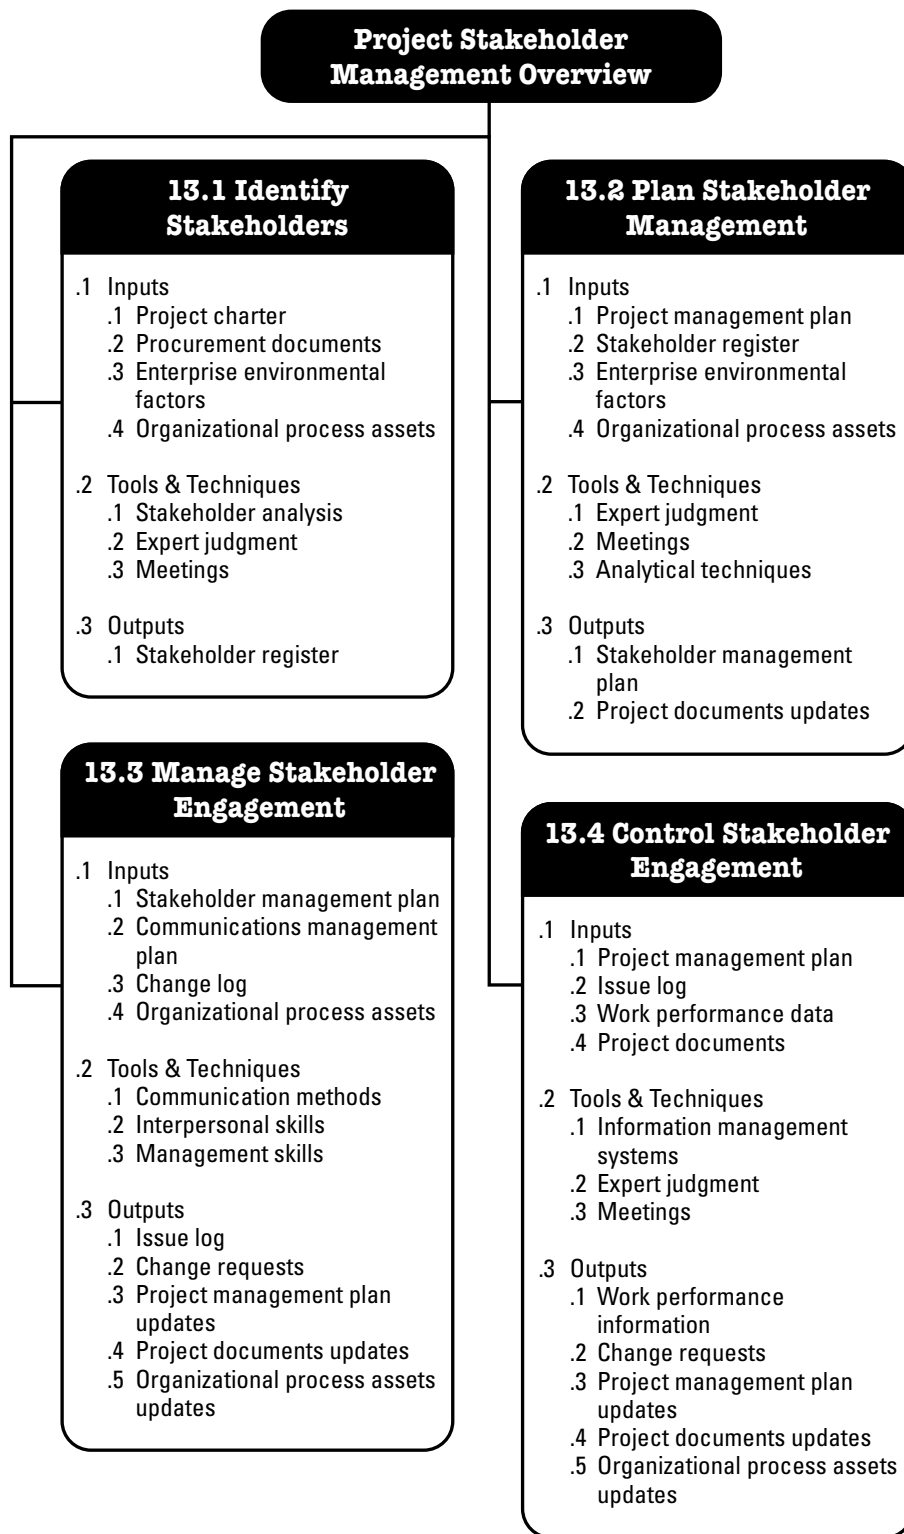 Project Stakeholder
Management Overview
13.1 Identify
Stakeholders
.1 Inputs
.1 Project charter
.2 Procurement documents
.3 Enterprise environmental
factors
.4 Organizational process assets
.2 Tools & Techniques
.1 Stakeholder analysis
.2 Expert judgment
.3 Meetings
.3 Outputs
.1 Stakeholder register
13.2 Plan Stakeholder
Management
.1 Inputs
.1 Project management plan
.2 Stakeholder register
.3 Enterprise environmental
factors
.4 Organizational process assets
.2 Tools & Techniques
.1 Expert judgment
.2 Meetings
.3 Analytical techniques
.3 Outputs
.1 Stakeholder management
plan
.2 Project documents updates
13.3 Manage Stakeholder
Engagement
.1 Inputs
.1 Stakeholder management plan
.2 Communications management
plan
.3 Change log
.4 Organizational process assets
.2 Tools & Techniques
.1 Communication methods
.2 Interpersonal skills
.3 Management skills
.3 Outputs
.1 Issue log
.2 Change requests
.3 Project management plan
updates
.4 Project documents updates
.5 Organizational process assets
updates
13.4 Control Stakeholder
Engagement
.1 Inputs
.1 Project management plan
.2 Issue log
.3 Work performance data
.4 Project documents
.2 Tools & Techniques
.1 Information management
systems
.2 Expert judgment
.3 Meetings
.3 Outputs
.1 Work performance
information
.2 Change requests
.3 Project management plan
updates
.4 Project documents updates
.5 Organizational process assets
updates